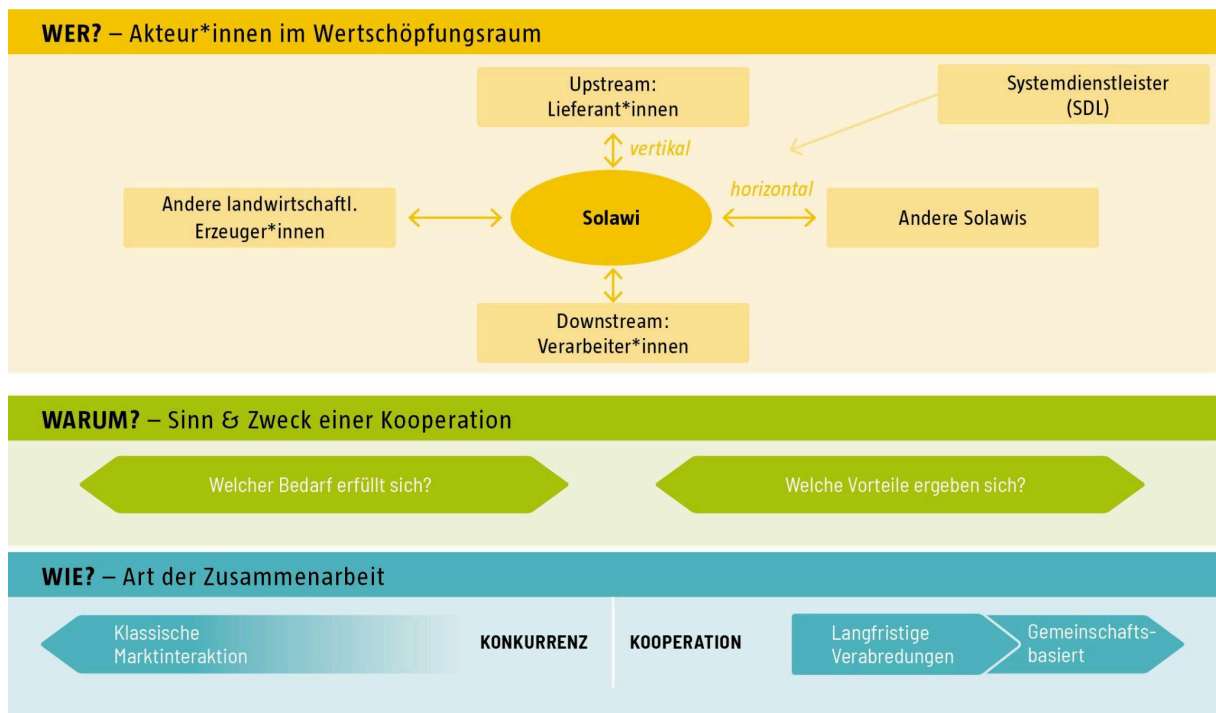 WER? – Akteur*innen im Wertschöpfungsraum
Upstream:
Lieferant*innen
Systemdienstleister
(SDL)
vertikal
horizontal
Andere landwirtschaftl.
Erzeuger*innen
Solawi
Andere Solawis
Downstream:
Verarbeiter*innen
WARUM? – Sinn & Zweck einer Kooperation
Welcher Bedarf erfüllt sich?
Welche Vorteile ergeben sich?
WIE? – Art der Zusammenarbeit
Klassische
Marktinteraktion
KONKURRENZ
KOOPERATION
Langfristige
Verabredungen
Gemeinschafts-
basiert